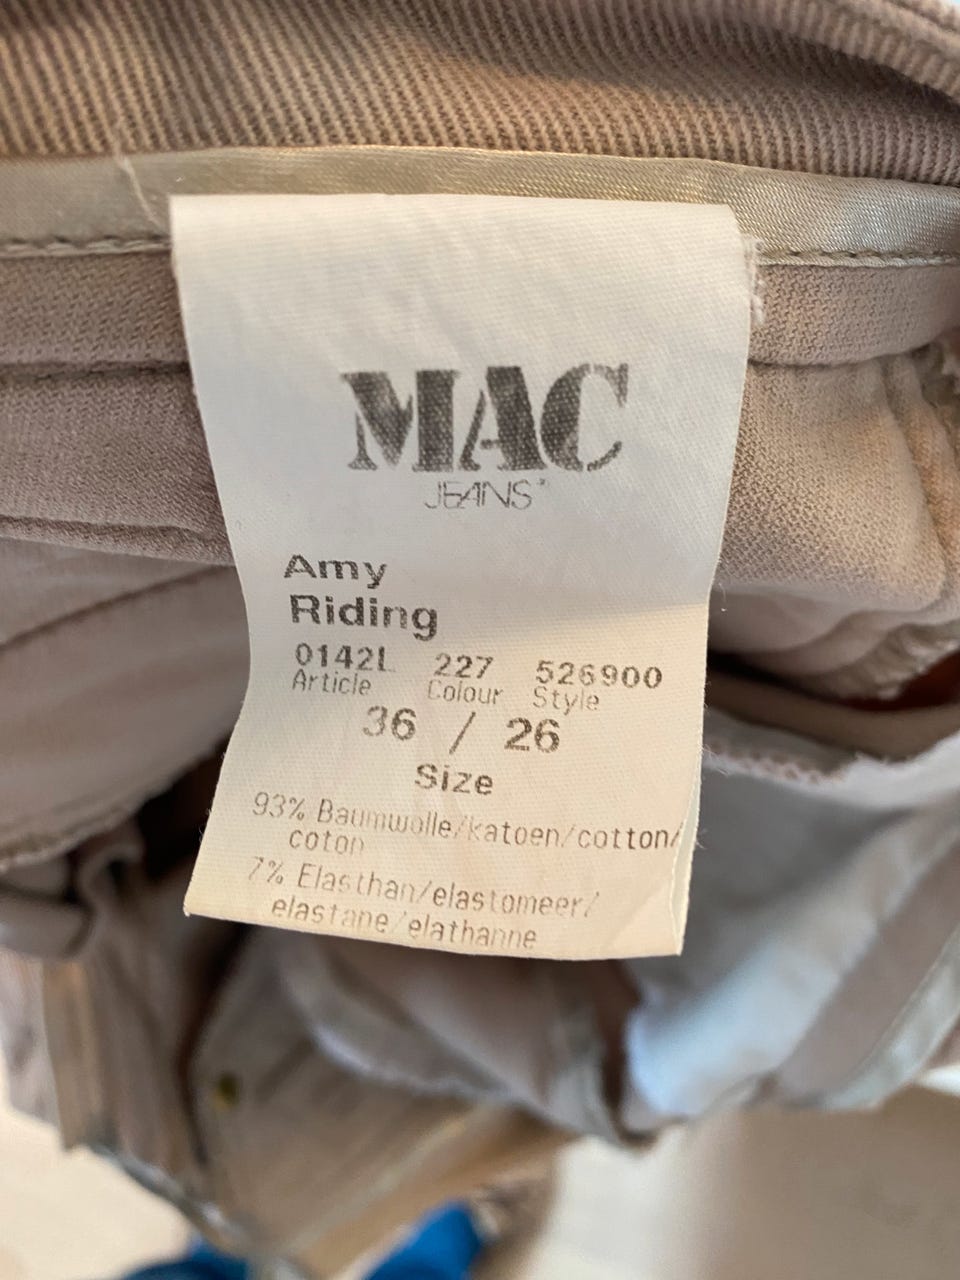 MAC
JEANS®
Amy
Riding
0142L 227 526900
Article Colour Style
36 / 26
Size
93% Baumwolle/katoen/cotton/
coton
7% Elasthan/elastomeer/
elastane/elathanne